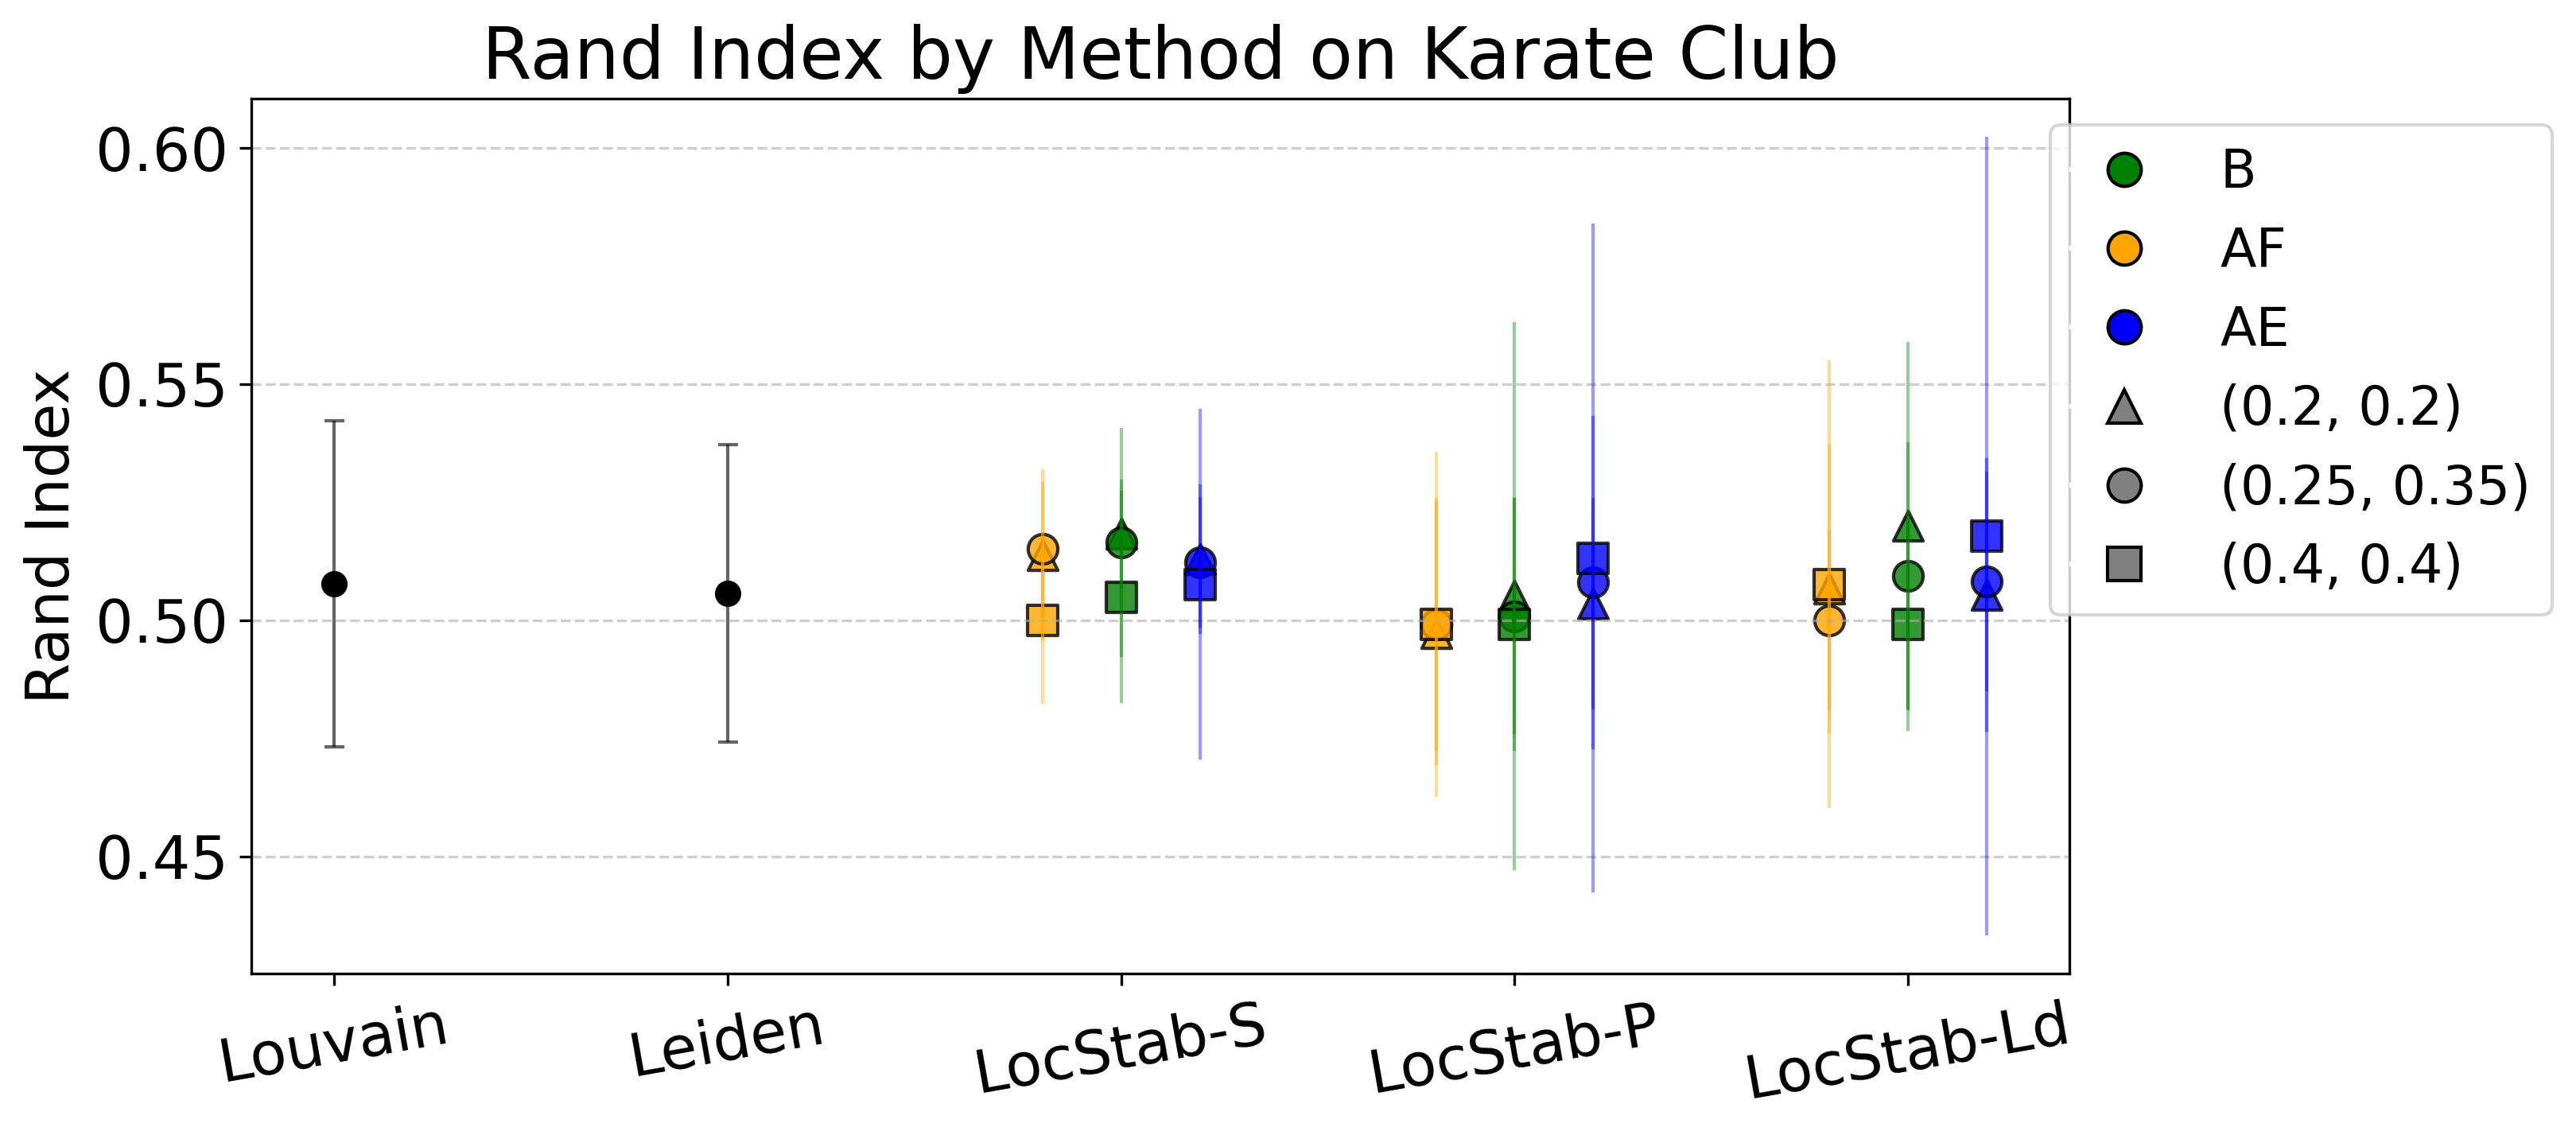 Rand Index by Method on Karate Club
Rand Index
0.60
0.55
0.50
0.45
Louvain
Leiden
LocStab-S
LocStab-P
LocStab-Ld
B
AF
AE
(0.2, 0.2)
(0.25, 0.35)
(0.4, 0.4)